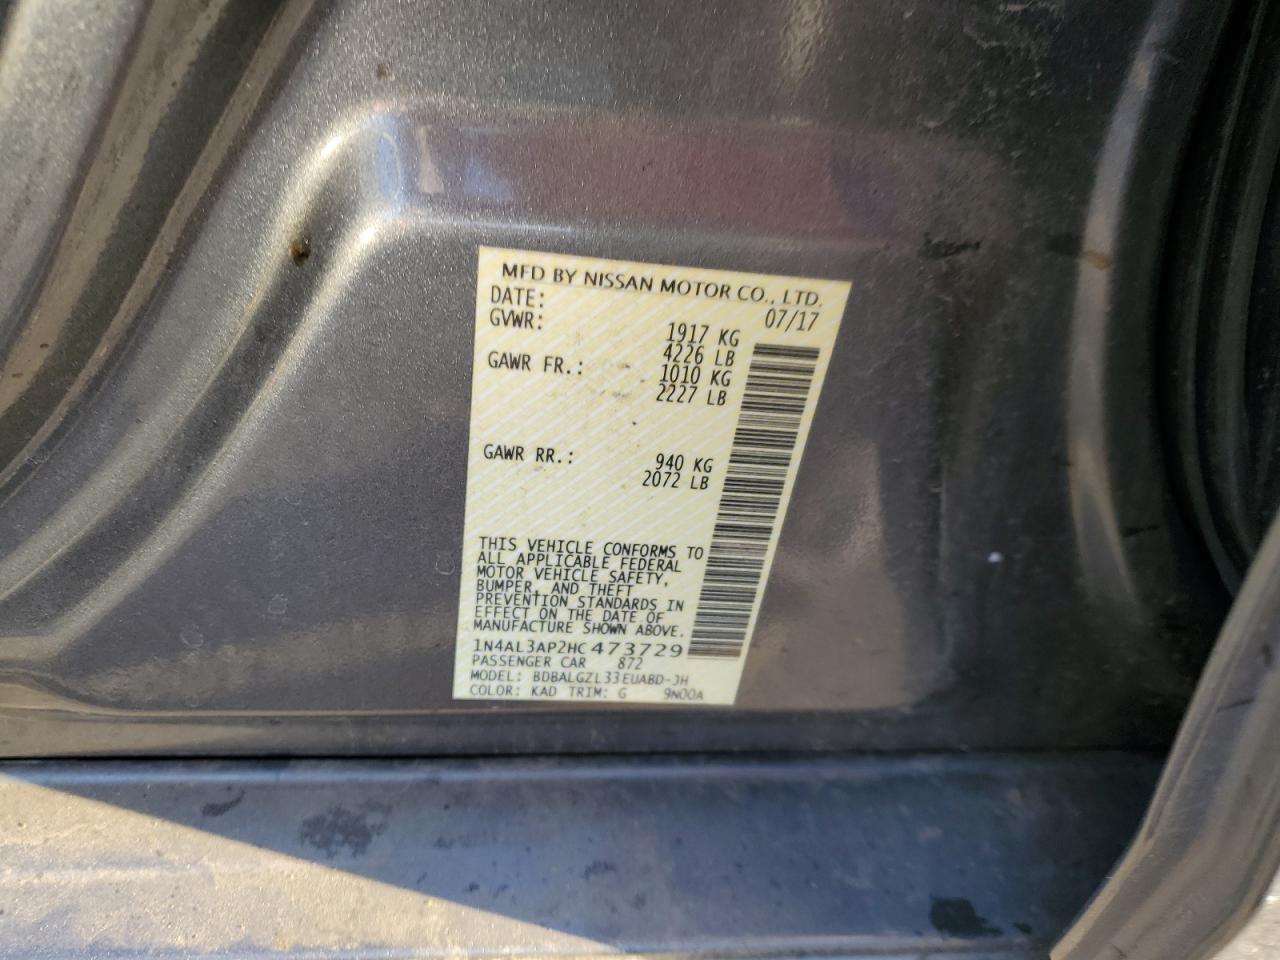 MFD BY NISSAN MOTOR CO., LTD.
DATE: 07/17
GVWR: 1917 KG
4226 LB
GAWR FR.: 1010 KG
2227 LB
GAWR RR.: 940 KG
2072 LB
THIS VEHICLE CONFORMS TO
ALL APPLICABLE FEDERAL
MOTOR VEHICLE SAFETY,
BUMPER, AND THEFT
PREVENTION STANDARDS IN
EFFECT ON THE DATE OF
MANUFACTURE SHOWN ABOVE.
1N4AL3AP2HC473729
PASSENGER CAR 872
MODEL: BDBALGZL33EUABD-JH
COLOR: KAD TRIM: G 9N00A